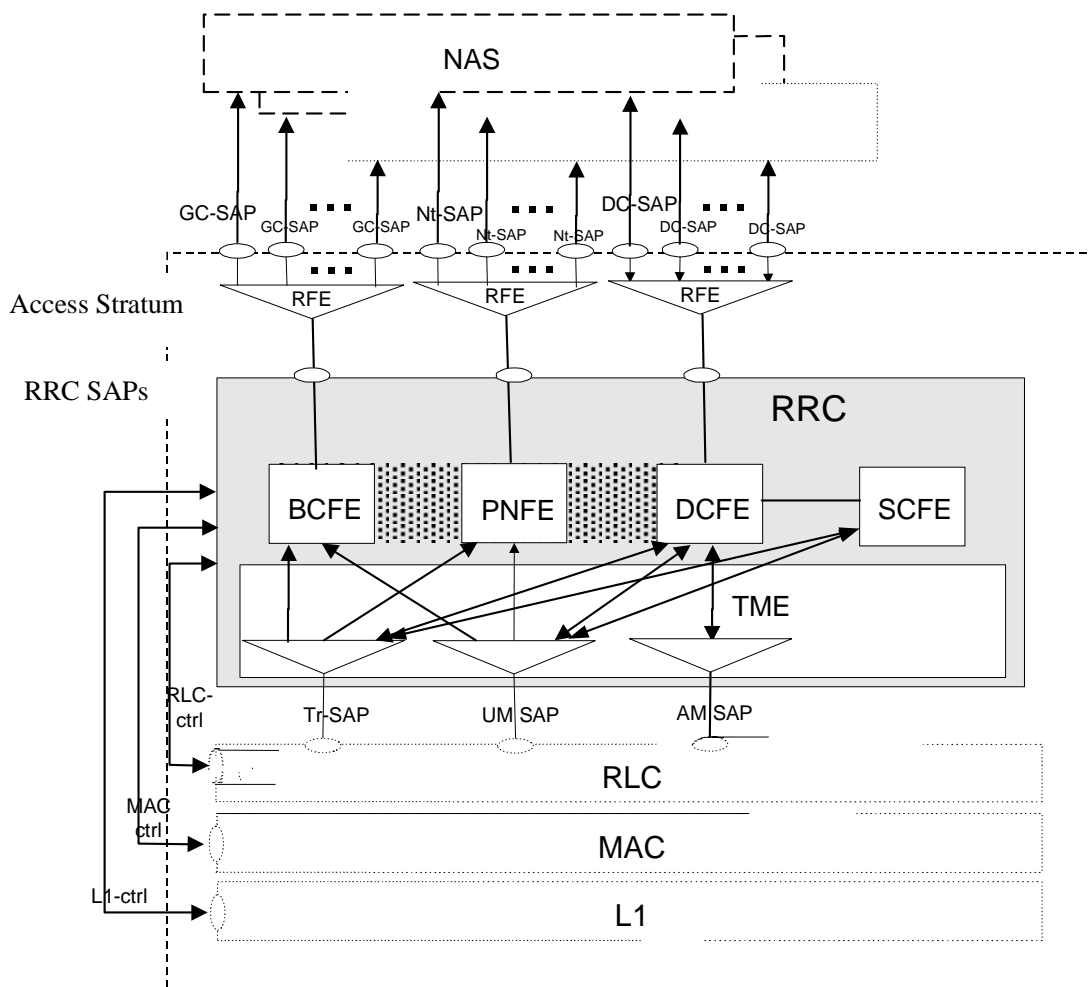 NAS
GC-SAP
GC-SAP
GC-SAP
Nt-SAP
Nt-SAP
Nt-SAP
DC-SAP
DC-SAP
DC-SAP
RFE
RFE
RFE
Access Stratum
RRC SAPs
RRC
BCFE
PNFE
DCFE
SCFE
TME
RLC-
ctrl
Tr-SAP
UM SAP
AM SAP
RLC
MAC
ctrl
MAC
L1-ctrl
L1